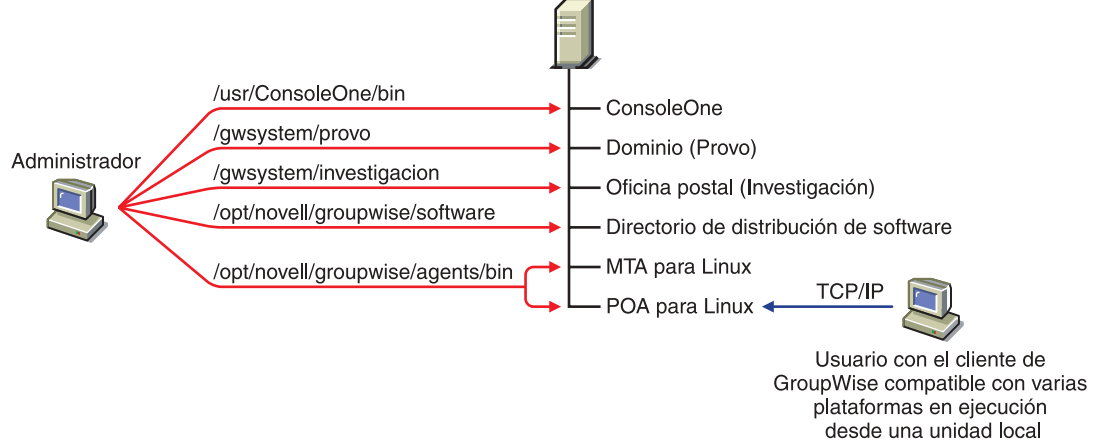 /usr/ConsoleOne/bin
ConsoleOne
/gwsystem/provo
Dominio (Provo)
Administrador
/gwsystem/investigacion
Oficina postal (Investigación)
/opt/novell/groupwise/software
Directorio de distribución de software
/opt/novell/groupwise/agents/bin
MTA para Linux
POA para Linux
TCP/IP
Usuario con el cliente de
GroupWise compatible con varias
plataformas en ejecución
desde una unidad local